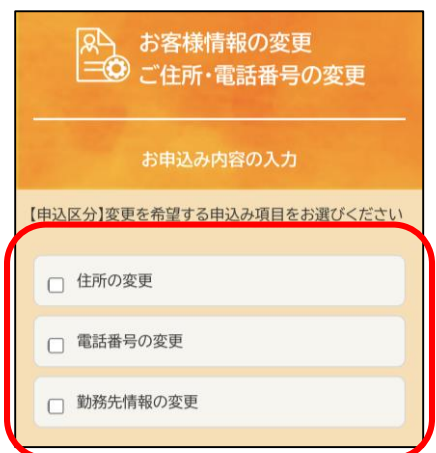 お客様情報の変更
ご住所・電話番号の変更
お申込み内容の入力
【申込区分】変更を希望する申込み項目をお選びください
住所の変更
電話番号の変更
勤務先情報の変更